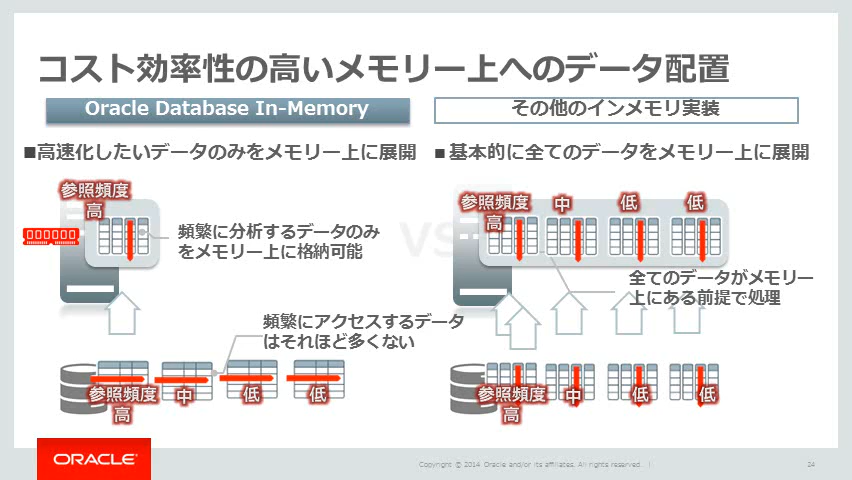 コスト効率性の高いメモリー上へのデータ配置
Oracle Database In-Memory
その他のインメモリ実装
■高速化したいデータのみをメモリー上に展開
■基本的に全てのデータをメモリー上に展開
参照頻度
高
頻繁に分析するデータのみ
をメモリー上に格納可能
VS
参照頻度
高
中
低
低
全てのデータがメモリー
上にある前提で処理
頻繁にアクセスするデータ
はそれほど多くない
参照頻度
高
中
低
低
参照頻度
高
中
低
低
ORACLE
Copyright © 2014 Oracle and/or its affiliates. All rights reserved. |
24